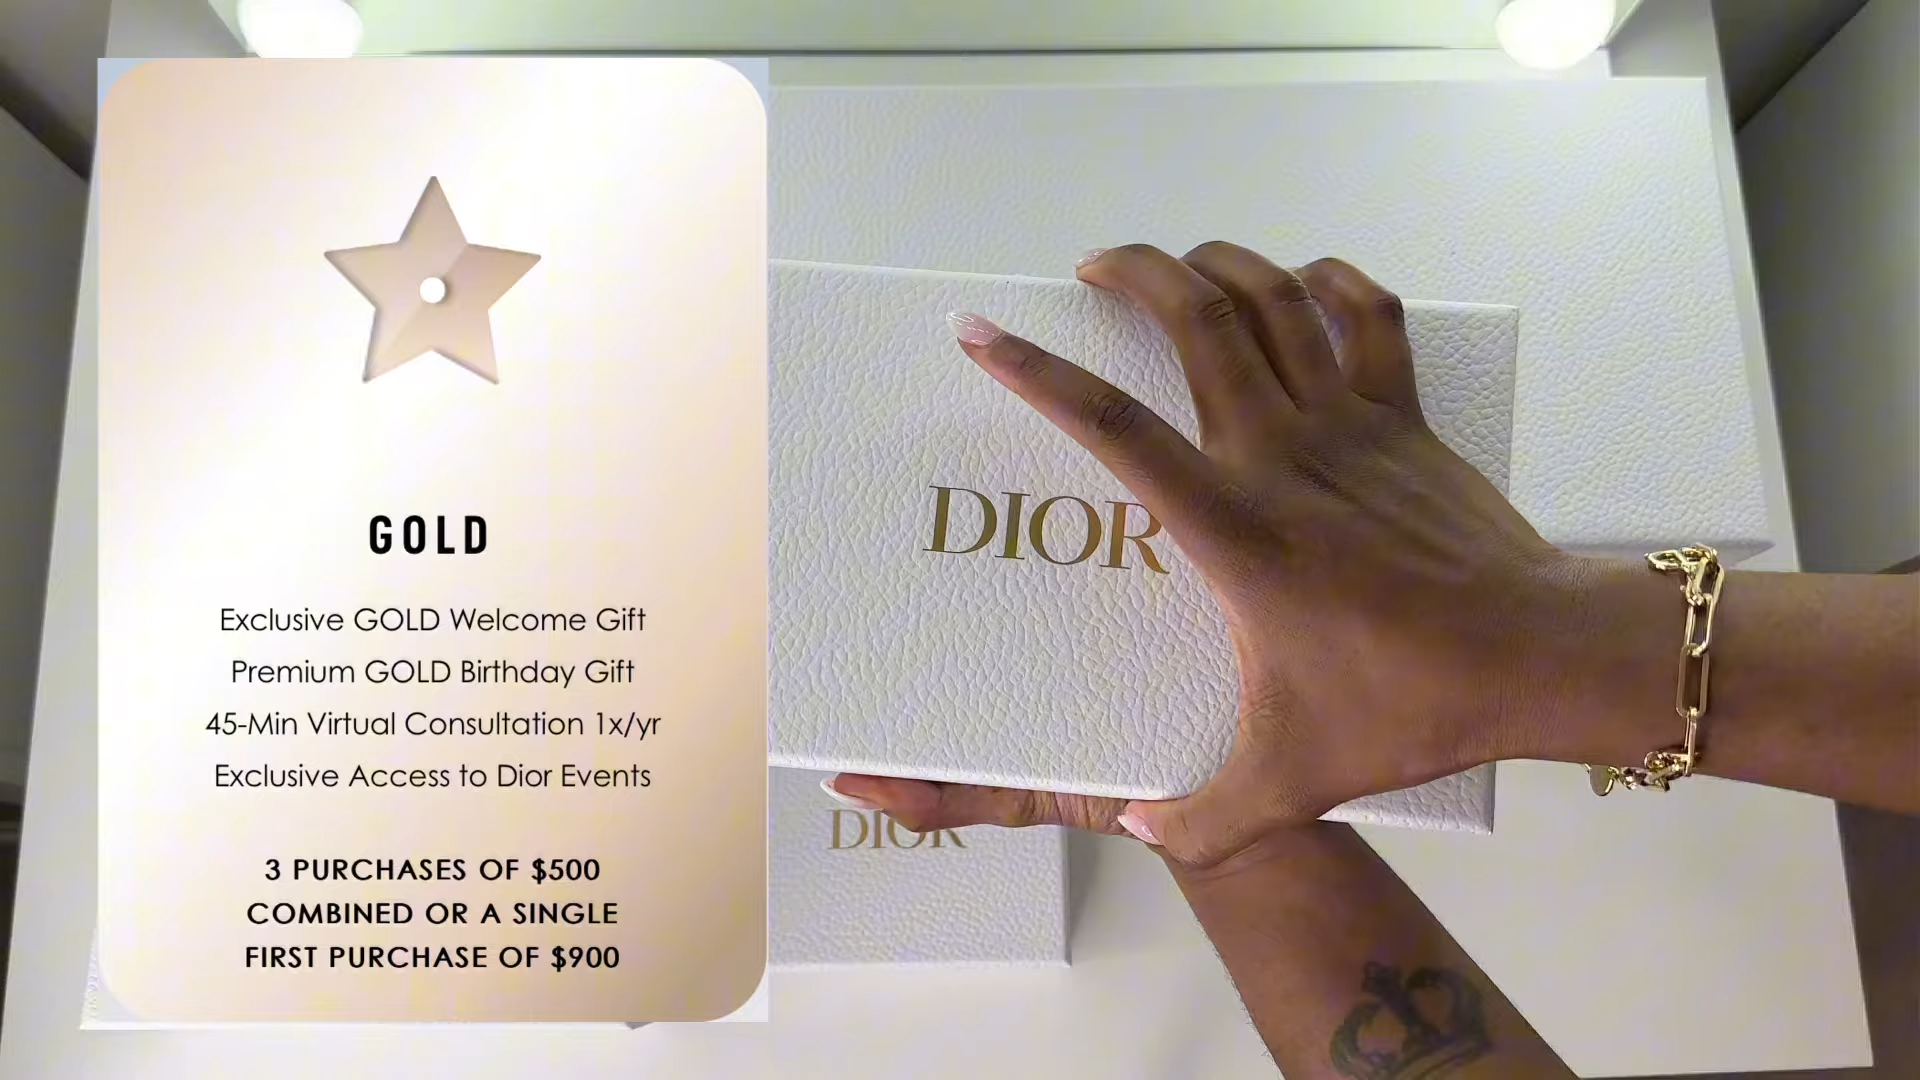 GOLD
Exclusive GOLD Welcome Gift
Premium GOLD Birthday Gift
45-Min Virtual Consultation 1x/yr
Exclusive Access to Dior Events
3 PURCHASES OF $500
COMBINED OR A SINGLE
FIRST PURCHASE OF $900
DIOR
DIOR